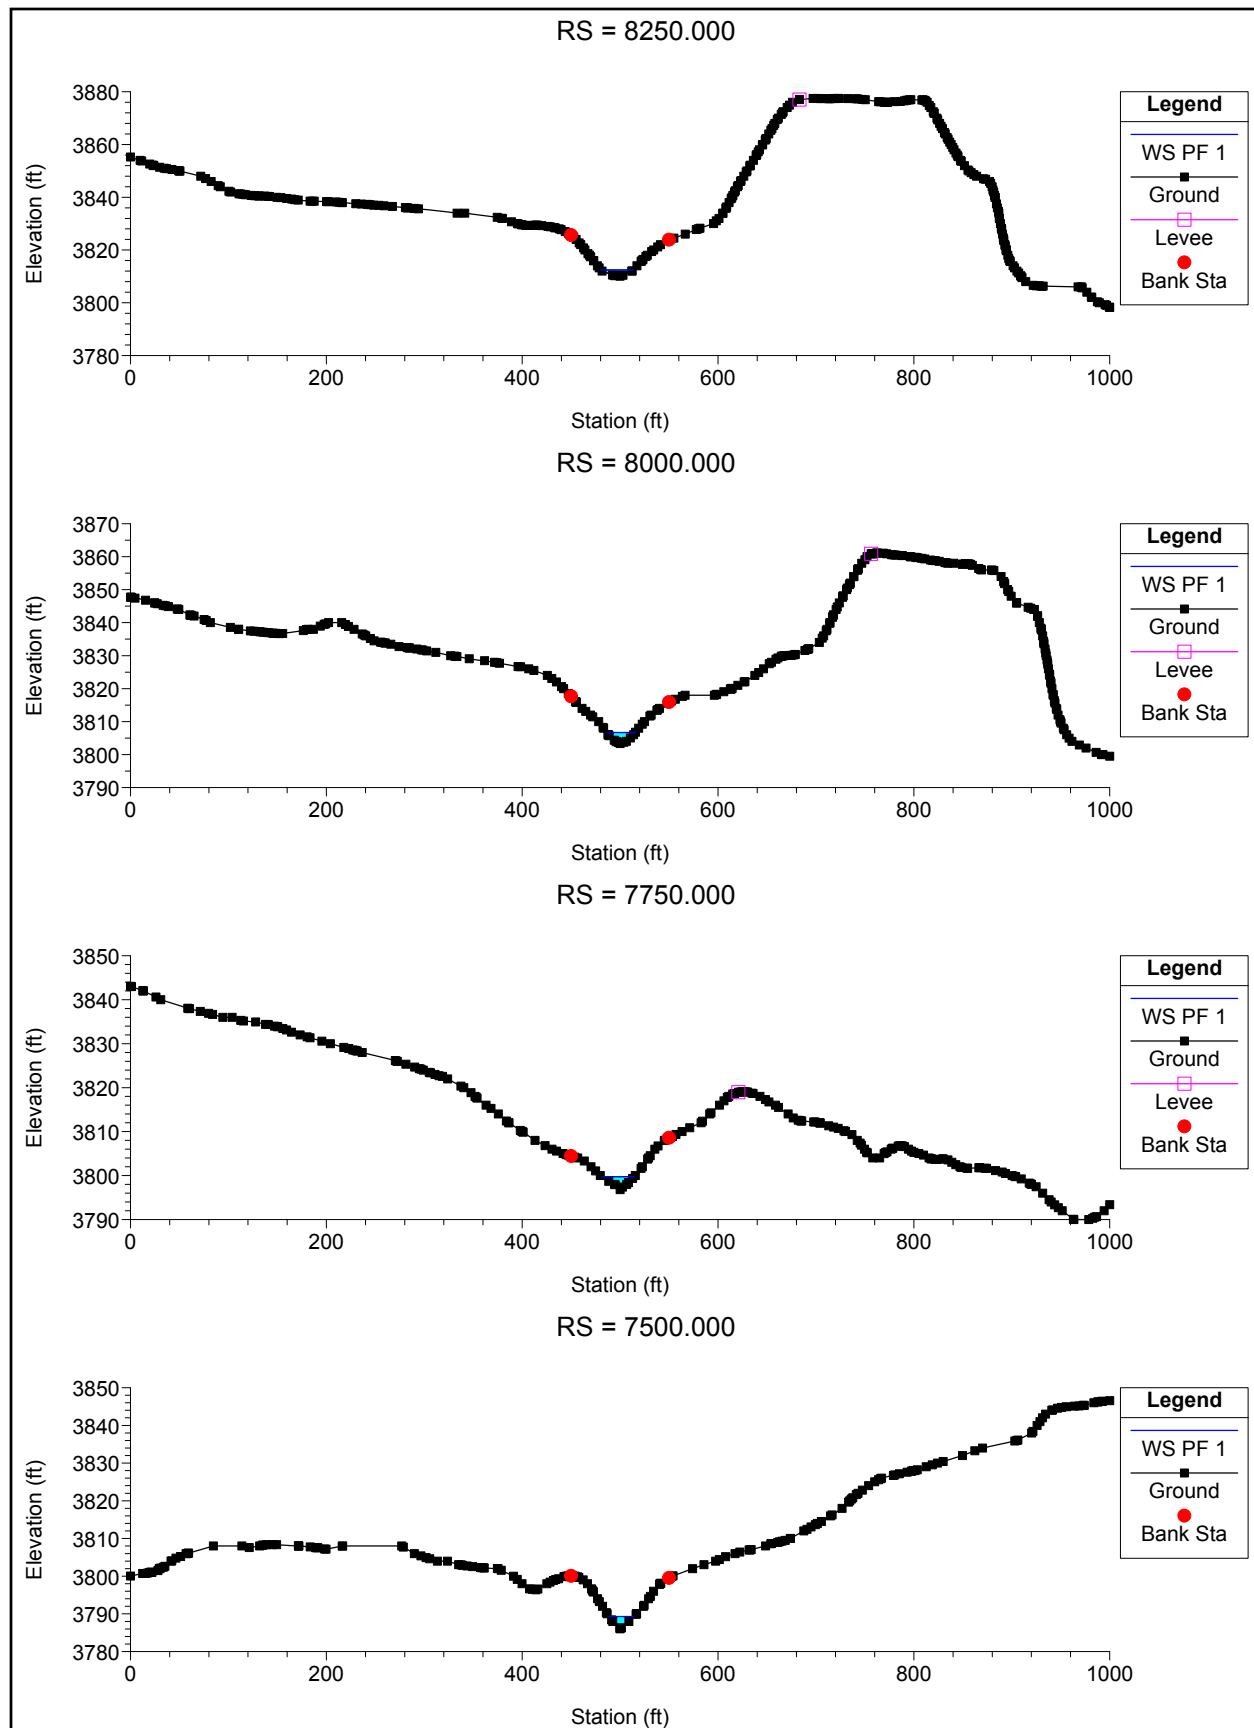 RS = 8250.000
3880
3860
3840
3820
3800
3780
Elevation (ft)
0 200 400 600 800 1000
Station (ft)
Legend
WS PF 1
Ground
Levee
Bank Sta
RS = 8000.000
3870
3860
3850
3840
3830
3820
3810
3800
3790
Elevation (ft)
0 200 400 600 800 1000
Station (ft)
Legend
WS PF 1
Ground
Levee
Bank Sta
RS = 7750.000
3850
3840
3830
3820
3810
3800
3790
Elevation (ft)
0 200 400 600 800 1000
Station (ft)
Legend
WS PF 1
Ground
Levee
Bank Sta
RS = 7500.000
3850
3840
3830
3820
3810
3800
3790
3780
Elevation (ft)
0 200 400 600 800 1000
Station (ft)
Legend
WS PF 1
Ground
Bank Sta